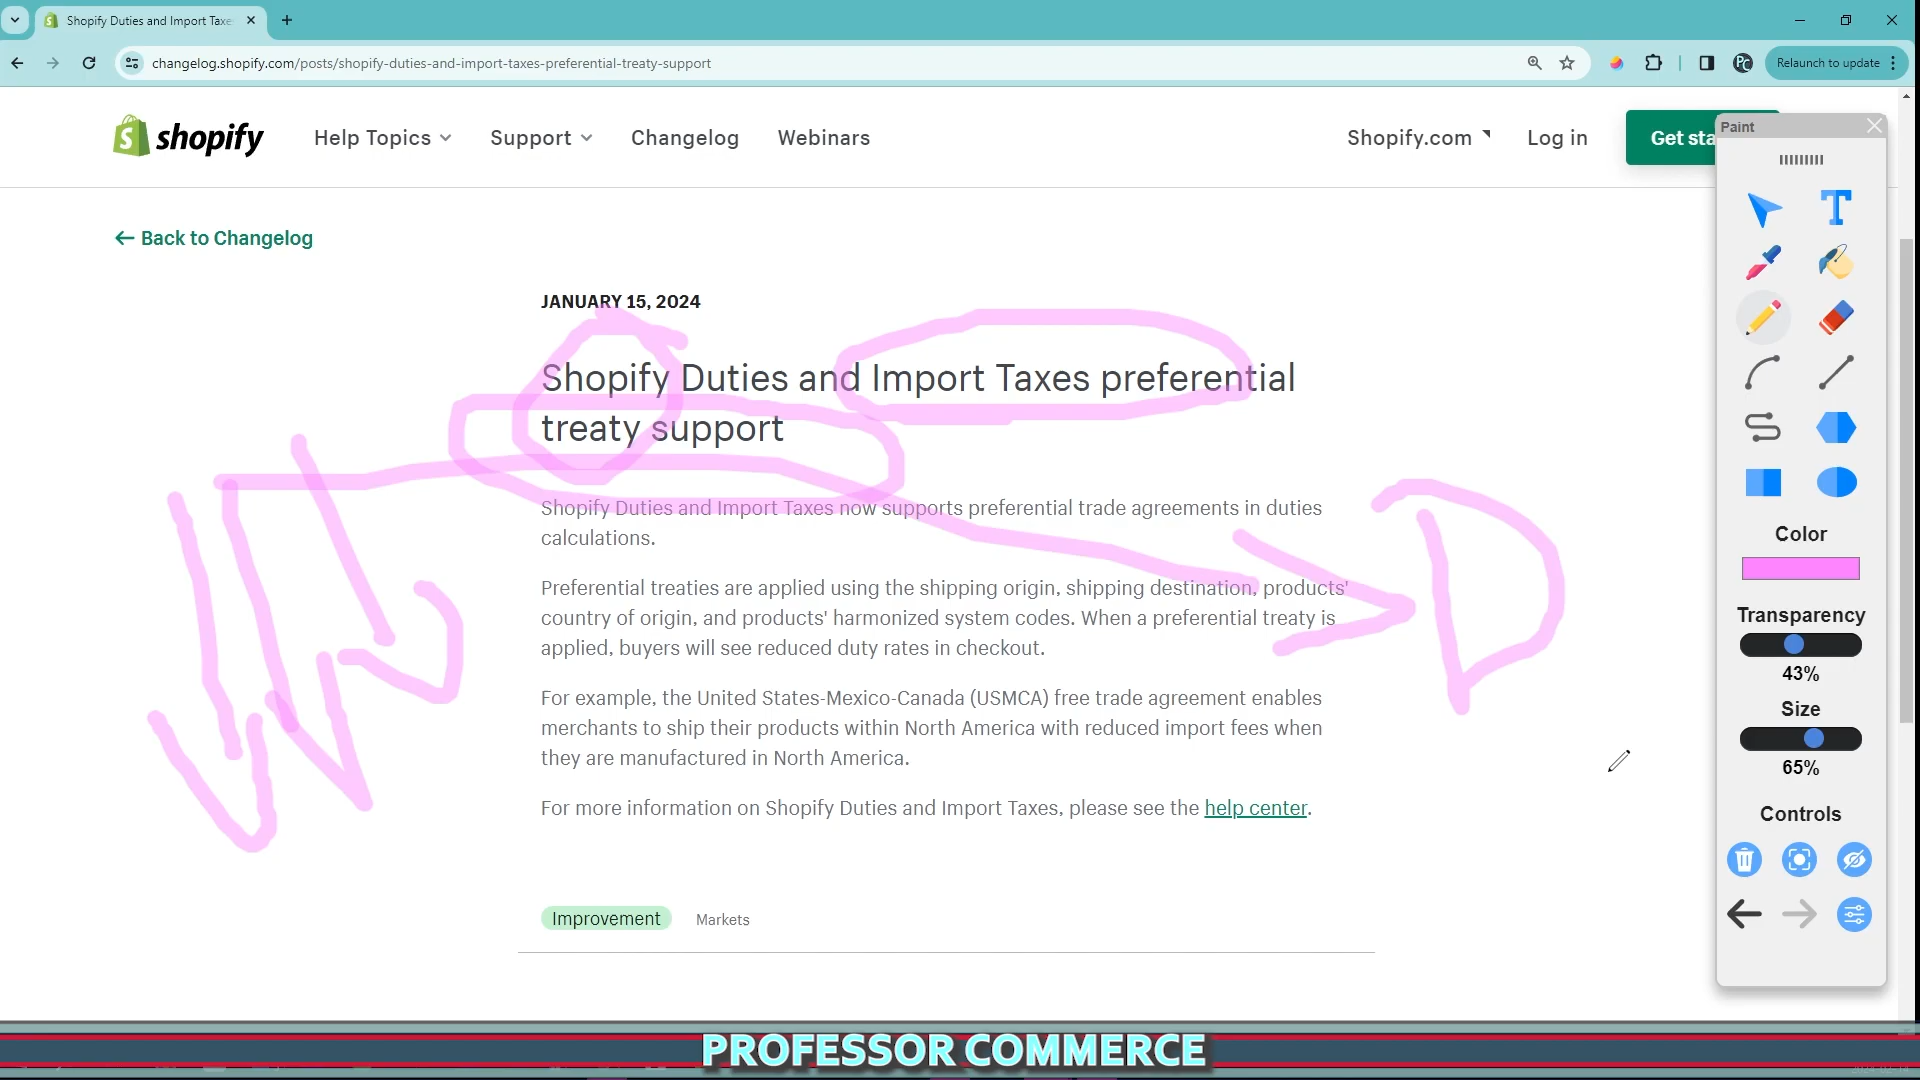 Shopify Duties and Import Taxe
changelog.shopify.com/posts/shopify-duties-and-import-taxes-preferential-treaty-support
PC
Relaunch to update
shopify
Help Topics
Support
Changelog
Webinars
Shopify.com
Log in
Get sta
Back to Changelog
JANUARY 15, 2024
Shopify Duties and Import Taxes preferential
treaty support
Shopify Duties and Import Taxes now supports preferential trade agreements in duties
calculations.
Preferential treaties are applied using the shipping origin, shipping destination, products'
country of origin, and products' harmonized system codes. When a preferential treaty is
applied, buyers will see reduced duty rates in checkout.
For example, the United States-Mexico-Canada (USMCA) free trade agreement enables
merchants to ship their products within North America with reduced import fees when
they are manufactured in North America.
For more information on Shopify Duties and Import Taxes, please see the help center.
Improvement
Markets
Paint
T
Color
Transparency
43%
Size
65%
Controls
D
PROFESSOR COMMERCE